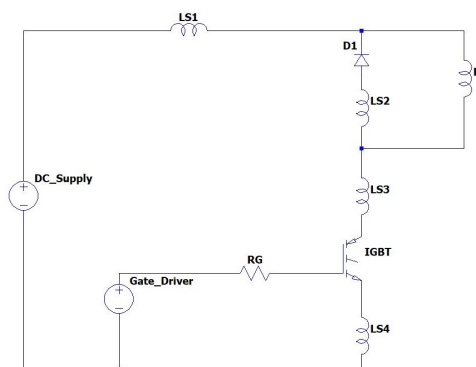 LS1
D1
LS2
DC_Supply
LS3
RG
IGBT
Gate_Driver
LS4